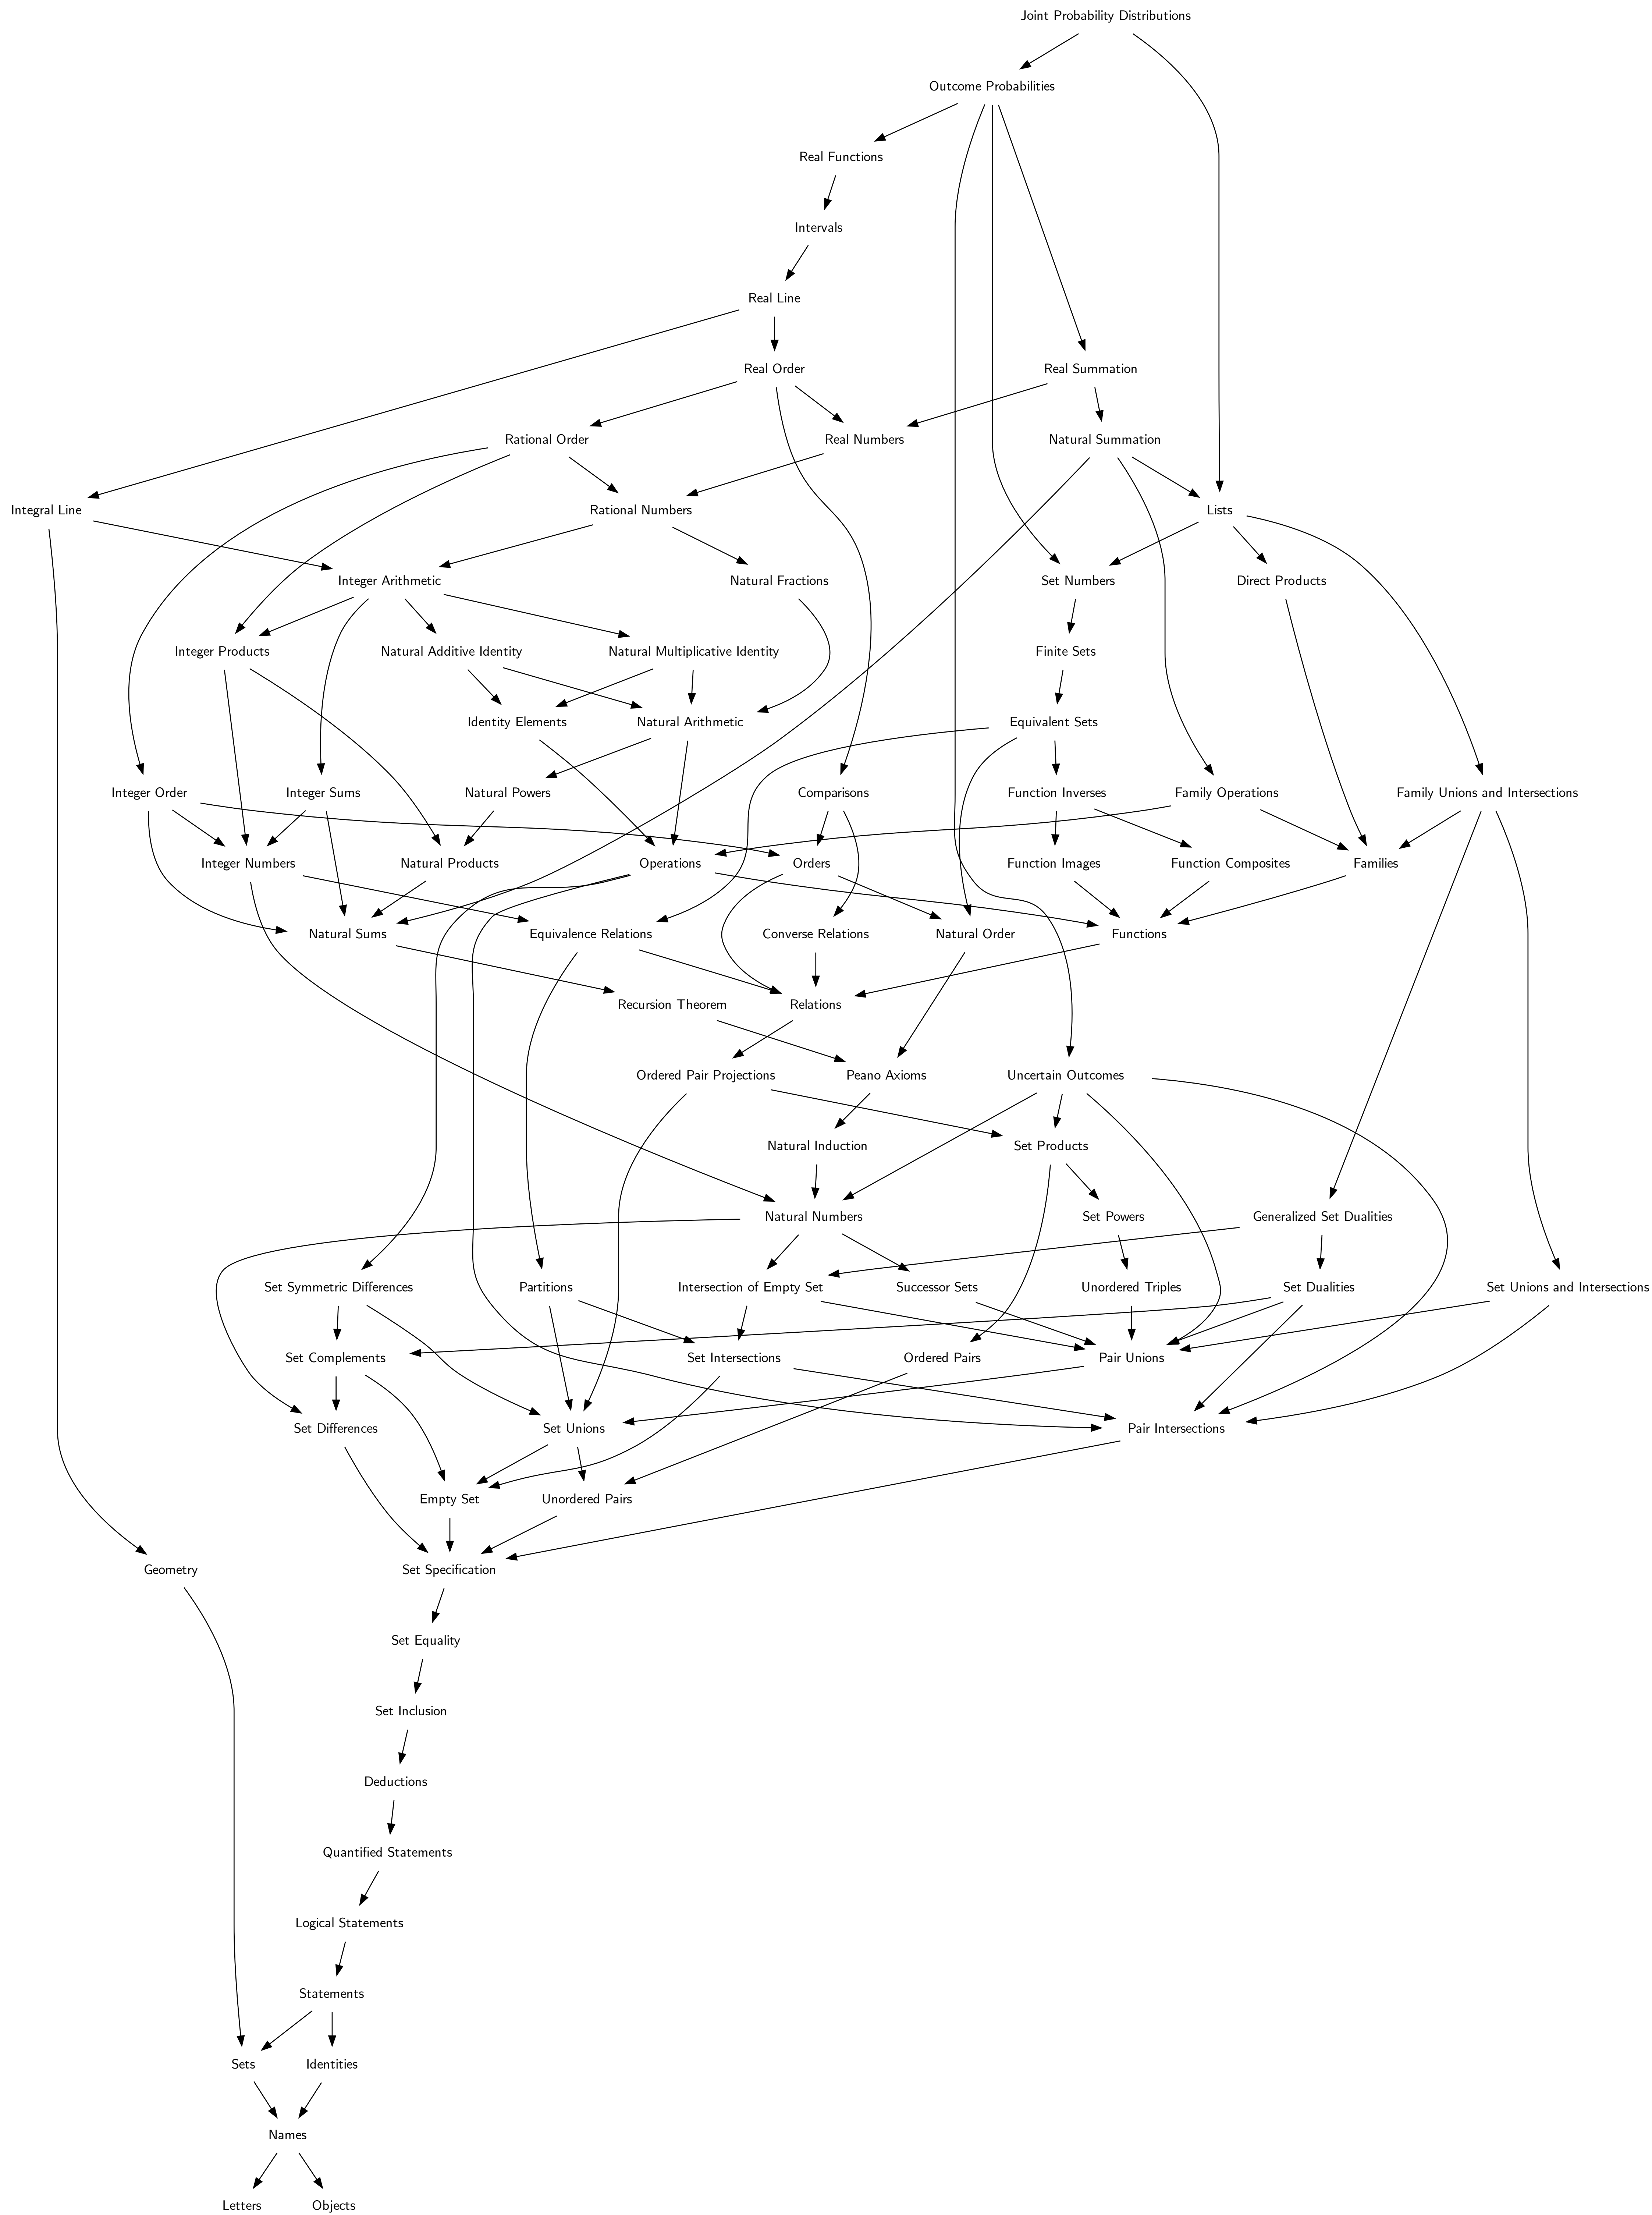 Joint Probability Distributions
Outcome Probabilities
Real Functions
Intervals
Real Line
Real Order
Real Summation
Rational Order
Real Numbers
Natural Summation
Integral Line
Rational Numbers
Lists
Integer Arithmetic
Natural Fractions
Set Numbers
Direct Products
Integer Products
Natural Additive Identity
Natural Multiplicative Identity
Finite Sets
Identity Elements
Natural Arithmetic
Equivalent Sets
Integer Order
Integer Sums
Natural Powers
Comparisons
Function Inverses
Family Operations
Family Unions and Intersections
Integer Numbers
Natural Products
Operations
Orders
Function Images
Function Composites
Families
Natural Sums
Equivalence Relations
Converse Relations
Natural Order
Functions
Recursion Theorem
Relations
Ordered Pair Projections
Peano Axioms
Uncertain Outcomes
Natural Induction
Set Products
Natural Numbers
Set Powers
Generalized Set Dualities
Set Symmetric Differences
Partitions
Intersection of Empty Set
Successor Sets
Unordered Triples
Set Dualities
Set Unions and Intersections
Set Complements
Set Intersections
Ordered Pairs
Pair Unions
Set Differences
Set Unions
Pair Intersections
Empty Set
Unordered Pairs
Geometry
Set Specification
Set Equality
Set Inclusion
Deductions
Quantified Statements
Logical Statements
Statements
Sets
Identities
Names
Letters
Objects